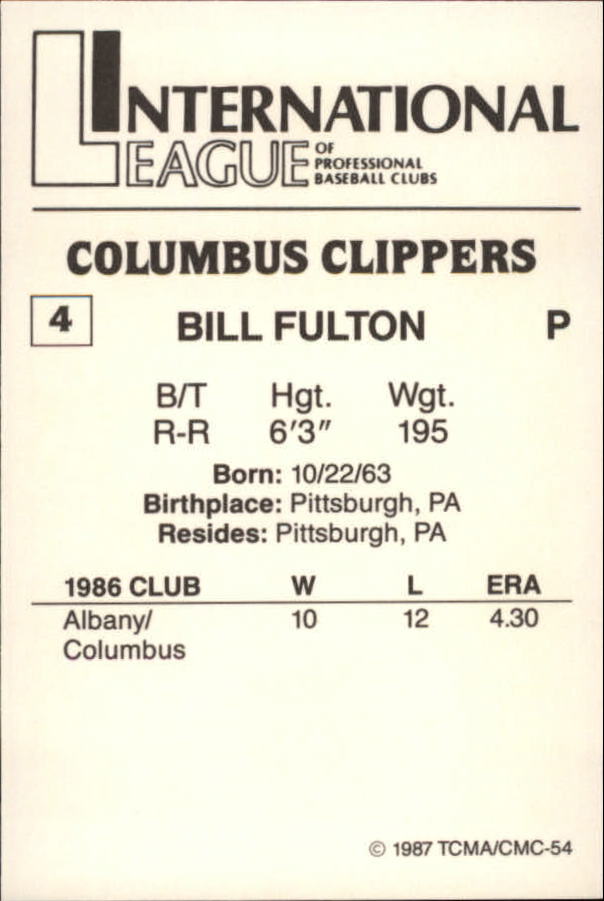 INTERNATIONAL
LEAGUE OF PROFESSIONAL BASEBALL CLUBS
COLUMBUS CLIPPERS
4 BILL FULTON P
B/T Hgt. Wgt.
R-R 6'3" 195
Born: 10/22/63
Birthplace: Pittsburgh, PA
Resides: Pittsburgh, PA
1986 CLUB W L ERA
Albany/ 10 12 4.30
Columbus
© 1987 TCMA/CMC-54